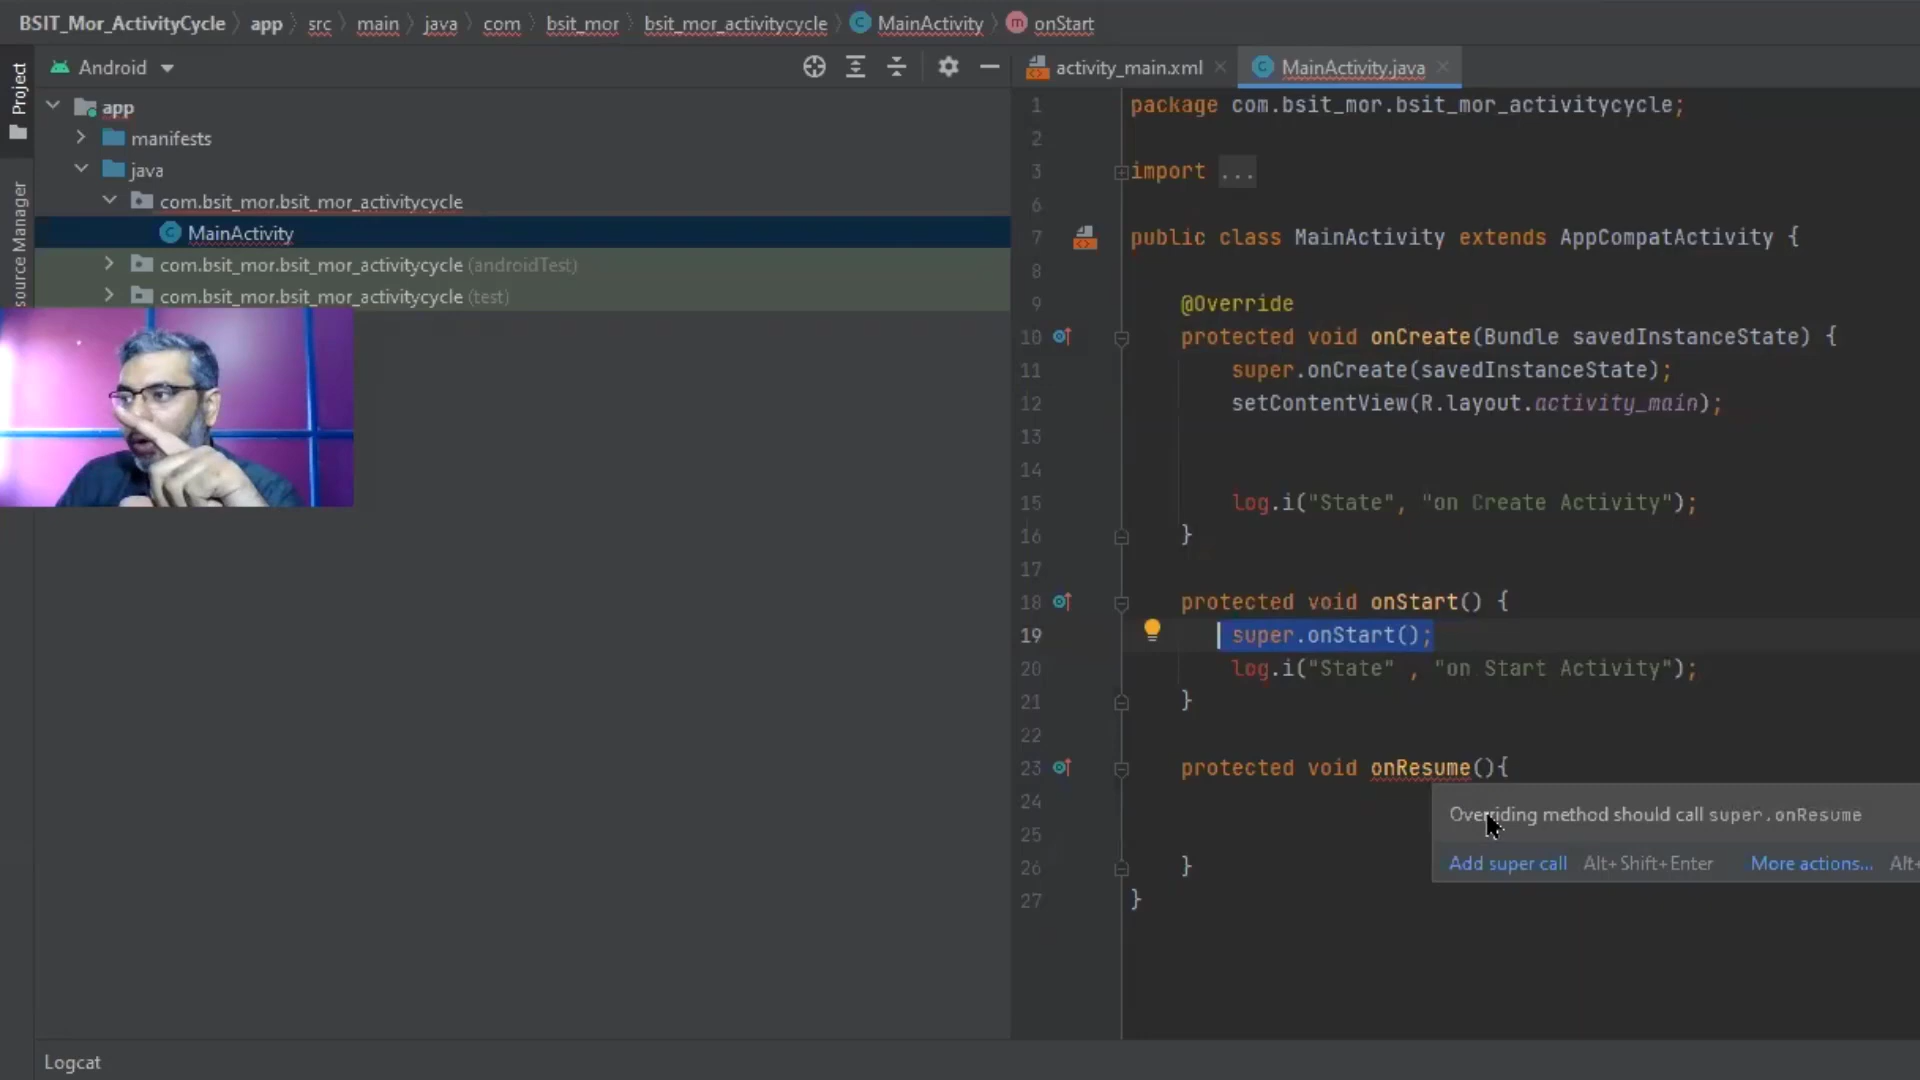 BSIT_Mor_ActivityCycle app src main java com bsit_mor bsit_mor_activitycycle MainActivity onStart
Project
Android
activity_main.xml MainActivity.java
app
manifests
java
com.bsit_mor.bsit_mor_activitycycle
MainActivity
com.bsit_mor.bsit_mor_activitycycle (androidTest)
com.bsit_mor.bsit_mor_activitycycle (test)
source Manager
1 package com.bsit_mor.bsit_mor_activitycycle;
2
3 import ...
6
7 public class MainActivity extends AppCompatActivity {
8
9 @Override
10 protected void onCreate(Bundle savedInstanceState) {
11 super.onCreate(savedInstanceState);
12 setContentView(R.layout.activity_main);
13
14
15 log.i("State", "on Create Activity");
16 }
17
18 protected void onStart() {
19 super.onStart();
20 log.i("State" , "on Start Activity");
21 }
22
23 protected void onResume(){
24
25
26 }
27 }
Overriding method should call super.onResume
Add super call Alt+Shift+Enter More actions... Alt+
Logcat